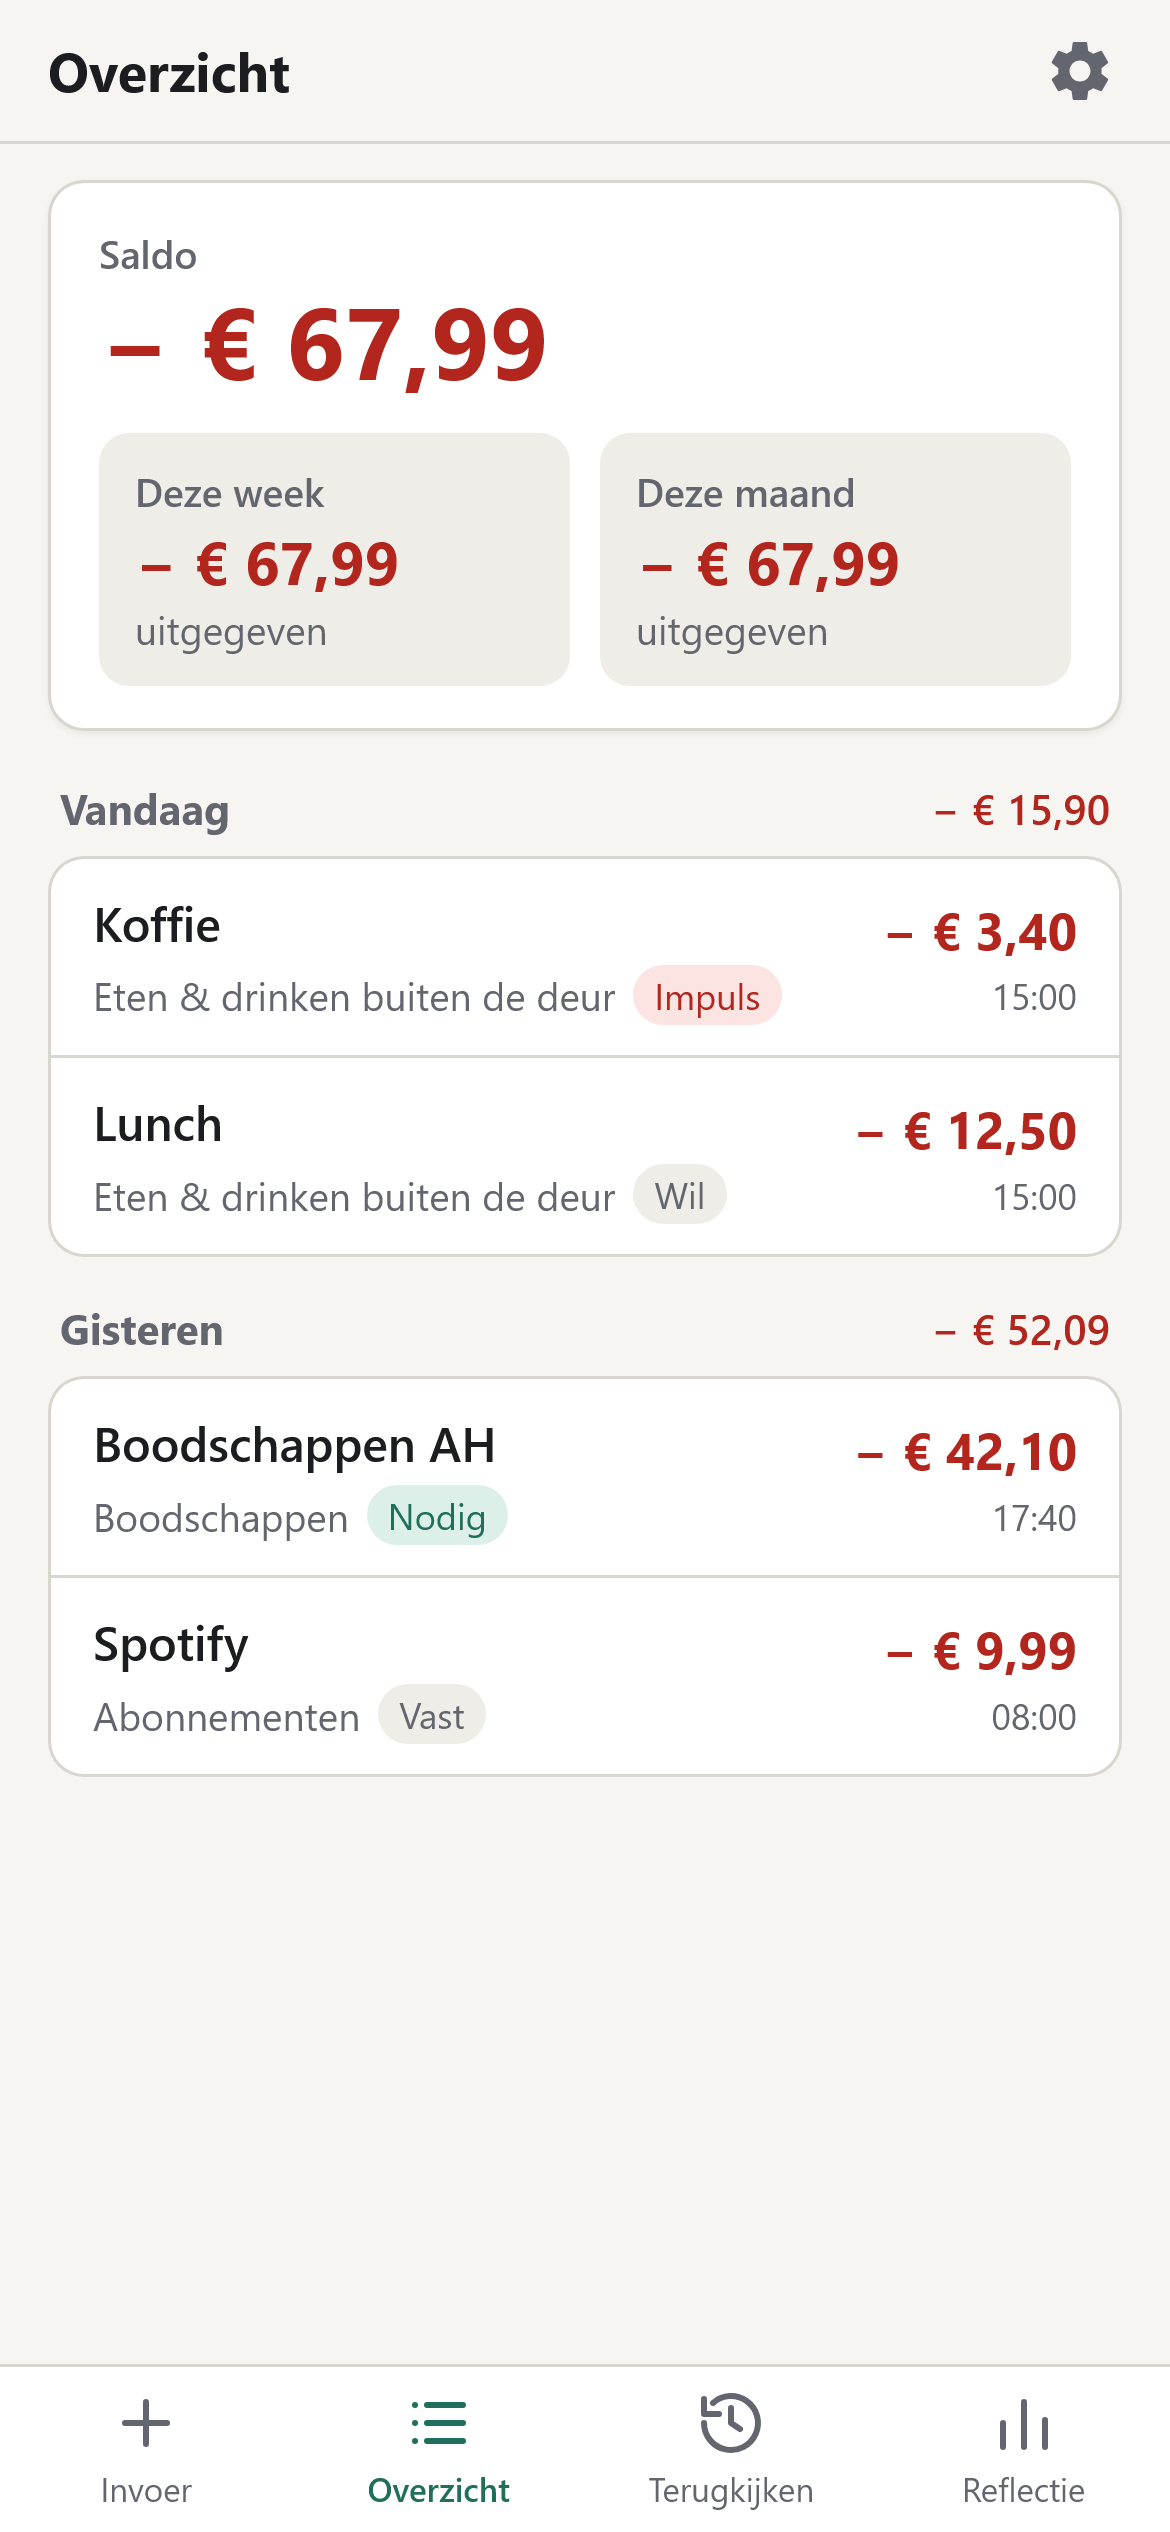 Overzicht
Saldo
– € 67,99
Deze week
– € 67,99
uitgegeven
Deze maand
– € 67,99
uitgegeven
Vandaag – € 15,90
Koffie – € 3,40
Eten & drinken buiten de deur Impuls 15:00
Lunch – € 12,50
Eten & drinken buiten de deur Wil 15:00
Gisteren – € 52,09
Boodschappen AH – € 42,10
Boodschappen Nodig 17:40
Spotify – € 9,99
Abonnementen Vast 08:00
Invoer Overzicht Terugkijken Reflectie